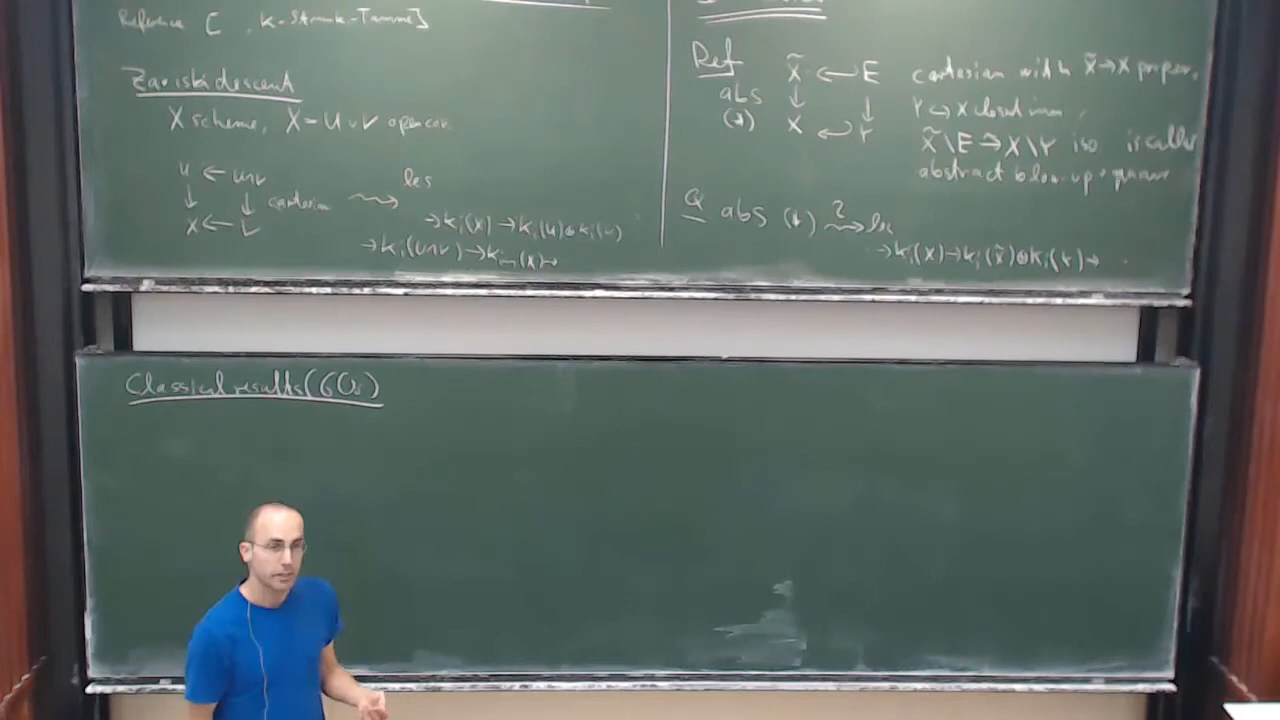 Reference [ , K-Strunk-Tamme]
Zariski descent
X scheme, X = U ∪ V open cov
U ← U∩V
↓ ↓ cartesian ⇝ les
X ← V
→ K_i(X) → K_i(U) ⊕ K_i(V)
→ K_i(U∩V) → K_{i-1}(X) →
Ref
abs
(*)
X̃ ↩ E
↓ ↓
X ↩ Y
cartesian with X̃ → X proper,
Y ↪ X closed imm,
X̃\E ⥲ X\Y iso is called
abstract blow-up square
Q abs (*) ⇝? les
→ K_i(X) → K_i(X̃) ⊕ K_i(Y) →
Classical results (60s)